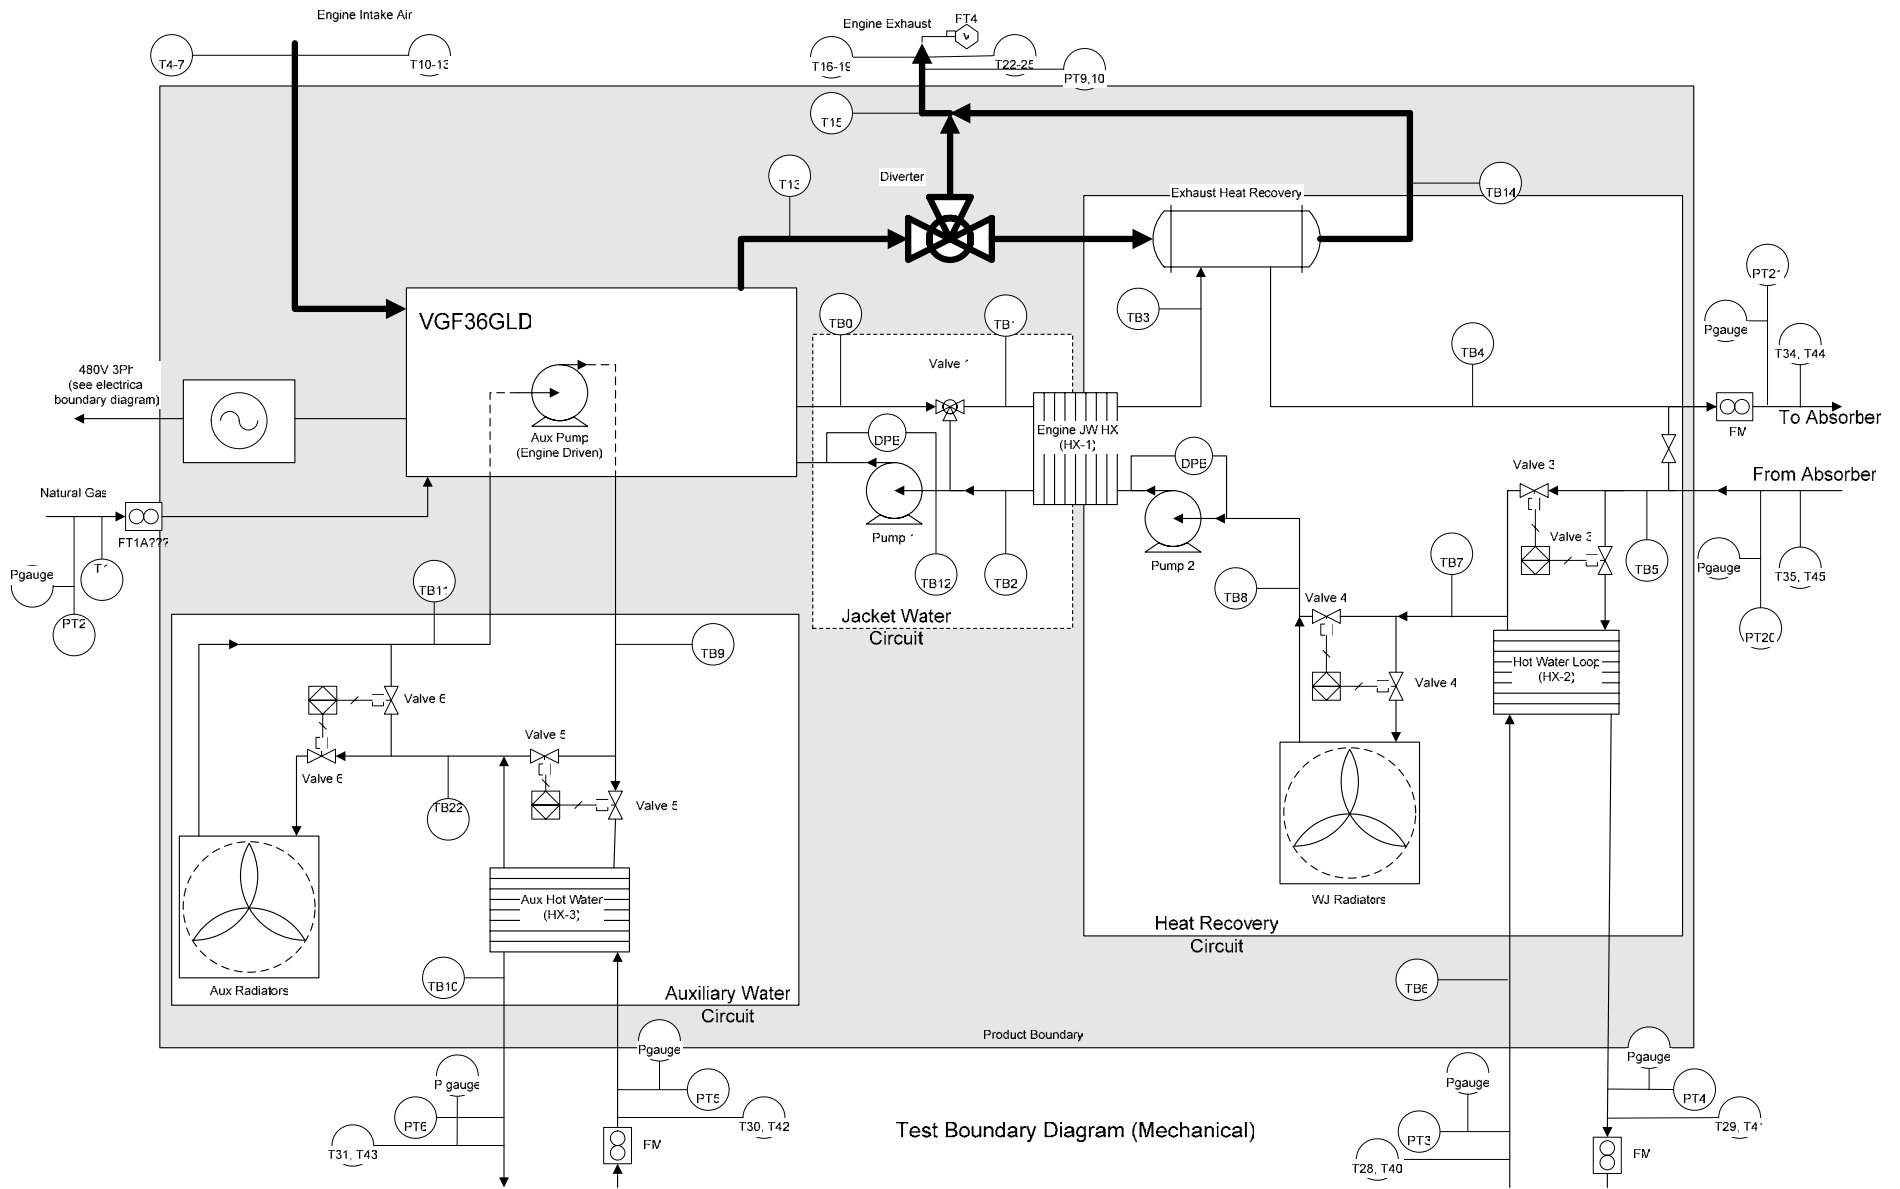 Engine Intake Air
T4-7
T10-13
Engine Exhaust
FT4
V
T16-19
T22-25
PT9,10
T15
T13
Diverter
Exhaust Heat Recovery
TB14
PT21
Pgauge
T34, T44
VGF36GLD
TB0
TB1
TB3
TB4
Valve 1
480V 3Ph
(see electrical
boundary diagram)
Aux Pump
(Engine Driven)
DPE
Engine JW HX
(HX-1)
DPE
FM
To Absorber
From Absorber
Natural Gas
FT1A???
T1
Pgauge
PT2
Pump 1
Pump 2
TB12
TB2
Valve 3
Valve 3
TB5
TB7
TB8
Pgauge
T35, T45
PT20
TB11
Jacket Water
Circuit
TB9
Valve 4
Valve 4
Hot Water Loop
(HX-2)
Valve 6
Valve 6
Valve 5
Valve 5
TB22
Aux Hot Water
(HX-3)
WJ Radiators
Heat Recovery
Circuit
Aux Radiators
TB10
Auxiliary Water
Circuit
TB6
Product Boundary
Pgauge
P gauge
PT5
PT6
T30, T42
T31, T43
FM
Test Boundary Diagram (Mechanical)
Pgauge
Pgauge
PT4
PT3
T29, T41
T28, T40
FM